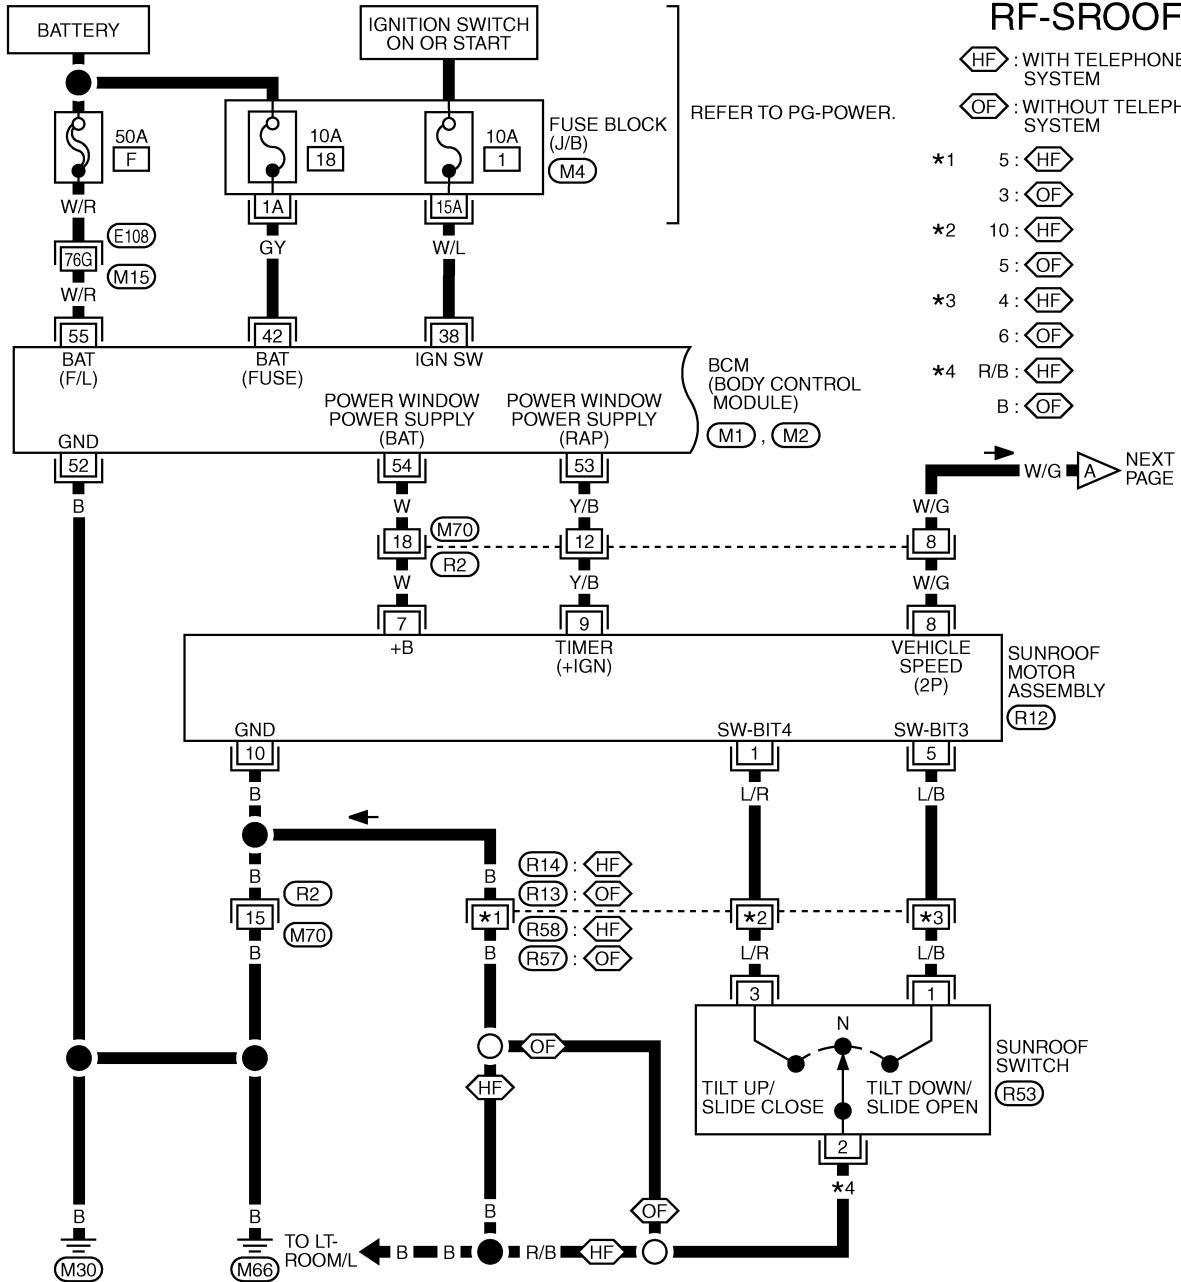 RF-SROOF
BATTERY
IGNITION SWITCH
ON OR START
HF : WITH TELEPHONE
SYSTEM
OF : WITHOUT TELEPH
SYSTEM
50A
F
10A
18
10A
1
FUSE BLOCK
(J/B)
M4
REFER TO PG-POWER.
*1 5 : HF
3 : OF
*2 10 : HF
5 : OF
*3 4 : HF
6 : OF
*4 R/B : HF
B : OF
W/R
1A
15A
E108
76G
M15
GY
W/L
W/R
55
42
38
BAT
(F/L)
BAT
(FUSE)
IGN SW
BCM
(BODY CONTROL
MODULE)
M1 , M2
POWER WINDOW
POWER SUPPLY
(BAT)
POWER WINDOW
POWER SUPPLY
(RAP)
GND
52
54
53
W/G
A
NEXT
PAGE
B
W
Y/B
W/G
18
M70
R2
12
8
W
Y/B
W/G
7
9
8
+B
TIMER
(+IGN)
VEHICLE
SPEED
(2P)
SUNROOF
MOTOR
ASSEMBLY
R12
GND
SW-BIT4
SW-BIT3
10
1
5
B
L/R
L/B
B
B
R14 : HF
R13 : OF
R58 : HF
R57 : OF
R2
15
M70
*1
*2
*3
B
B
L/R
L/B
3
1
N
OF
HF
TILT UP/
SLIDE CLOSE
TILT DOWN/
SLIDE OPEN
SUNROOF
SWITCH
R53
2
*4
B
B
B
OF
M30
M66
TO LT-
ROOM/L
B
B
R/B
HF